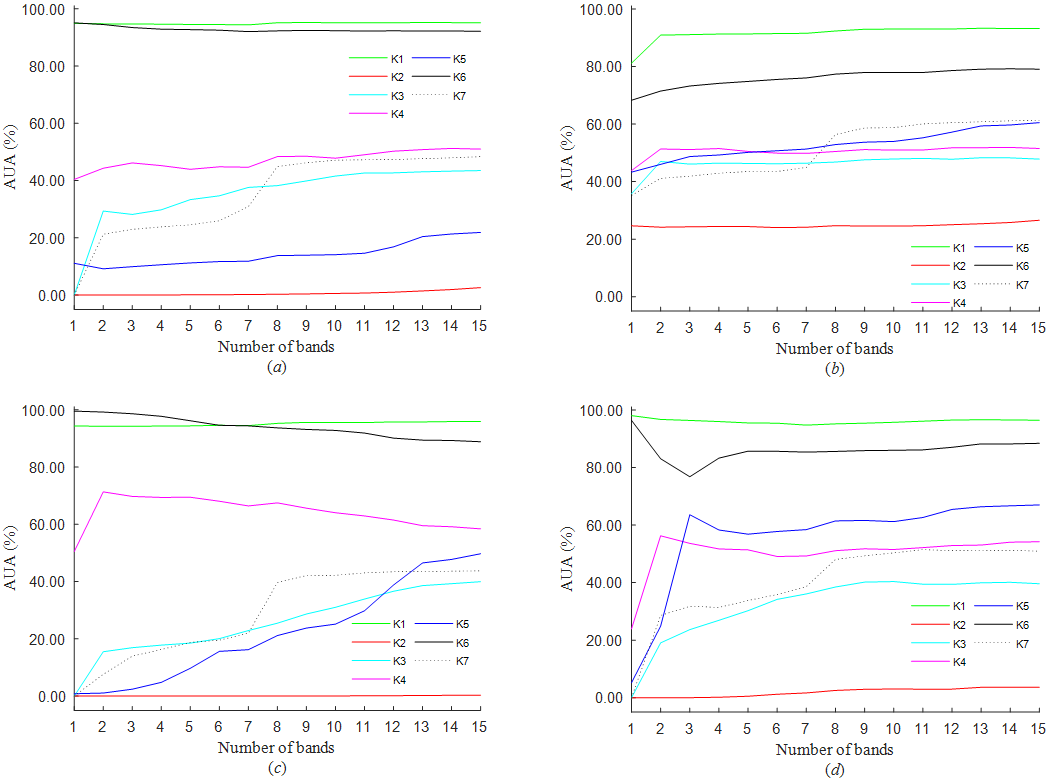 100.00
80.00
60.00
40.00
20.00
0.00
AUA (%)
K1 K5
K2 K6
K3 K7
K4
1 2 3 4 5 6 7 8 9 10 11 12 13 14 15
Number of bands
(a)
100.00
80.00
60.00
40.00
20.00
0.00
AUA (%)
K1 K5
K2 K6
K3 K7
K4
1 2 3 4 5 6 7 8 9 10 11 12 13 14 15
Number of bands
(b)
100.00
80.00
60.00
40.00
20.00
0.00
AUA (%)
K1 K5
K2 K6
K3 K7
K4
1 2 3 4 5 6 7 8 9 10 11 12 13 14 15
Number of bands
(c)
100.00
80.00
60.00
40.00
20.00
0.00
AUA (%)
K1 K5
K2 K6
K3 K7
K4
1 2 3 4 5 6 7 8 9 10 11 12 13 14 15
Number of bands
(d)